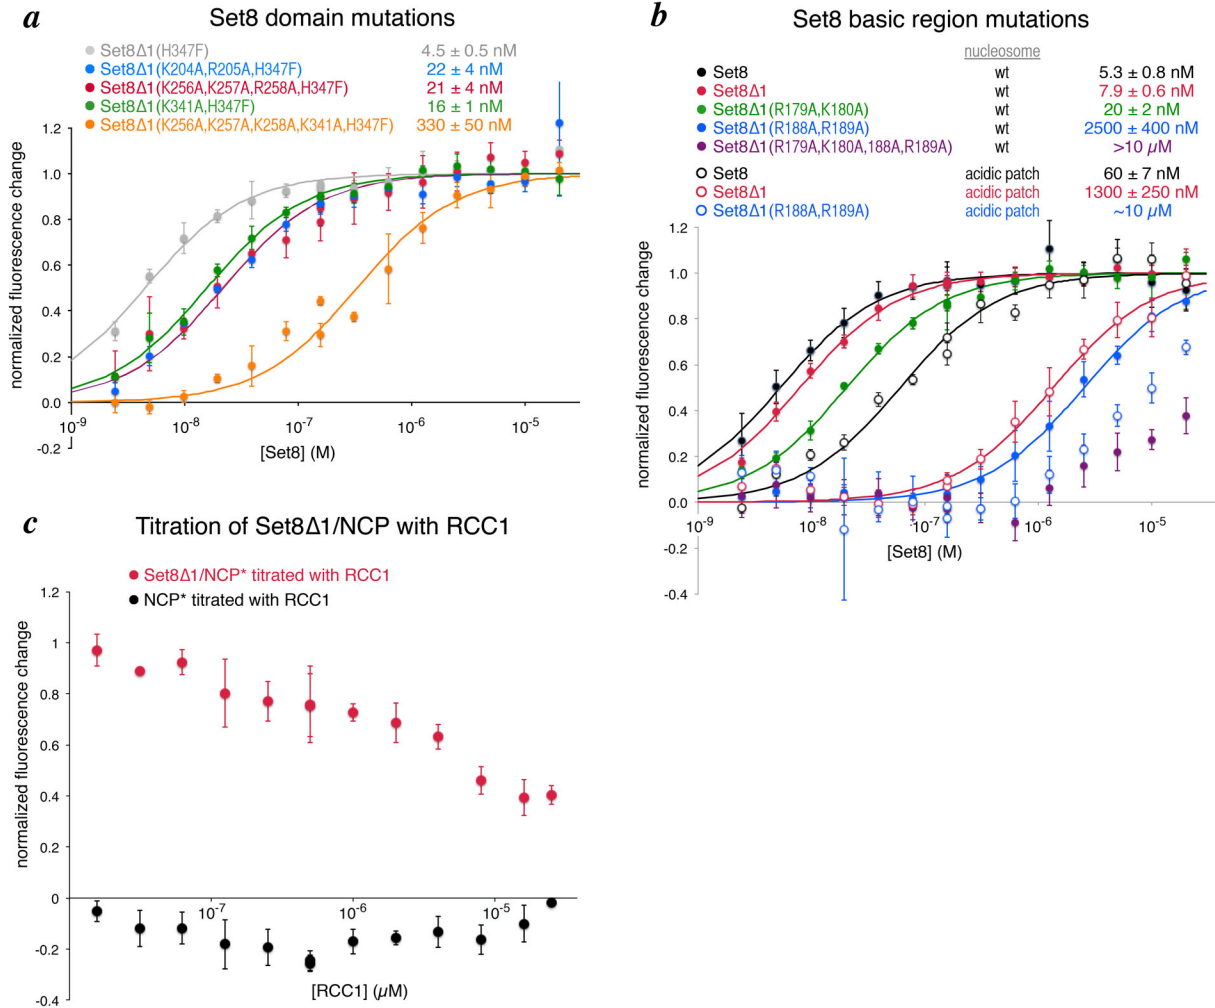 a
Set8 domain mutations
Set8Δ1(H347F) 4.5 ± 0.5 nM
Set8Δ1(K204A,R205A,H347F) 22 ± 4 nM
Set8Δ1(K256A,K257A,R258A,H347F) 21 ± 4 nM
Set8Δ1(K341A,H347F) 16 ± 1 nM
Set8Δ1(K256A,K257A,K258A,K341A,H347F) 330 ± 50 nM
normalized fluorescence change
1.2
1.0
0.8
0.6
0.4
0.2
0.0
-0.2
10⁻⁹ 10⁻⁸ 10⁻⁷ 10⁻⁶ 10⁻⁵
[Set8] (M)
b
Set8 basic region mutations
nucleosome
Set8 wt 5.3 ± 0.8 nM
Set8Δ1 wt 7.9 ± 0.6 nM
Set8Δ1(R179A,K180A) wt 20 ± 2 nM
Set8Δ1(R188A,R189A) wt 2500 ± 400 nM
Set8Δ1(R179A,K180A,188A,R189A) wt >10 µM
Set8 acidic patch 60 ± 7 nM
Set8Δ1 acidic patch 1300 ± 250 nM
Set8Δ1(R188A,R189A) acidic patch ~10 µM
normalized fluorescence change
1.2
1.0
0.8
0.6
0.4
0.2
0.0
-0.2
-0.4
10⁻⁹ 10⁻⁸ 10⁻⁷ 10⁻⁶ 10⁻⁵
[Set8] (M)
c
Titration of Set8Δ1/NCP with RCC1
Set8Δ1/NCP* titrated with RCC1
NCP* titrated with RCC1
normalized fluorescence change
1.2
1
0.8
0.6
0.4
0.2
0
-0.2
-0.4
10⁻⁷ 10⁻⁶ 10⁻⁵
[RCC1] (µM)